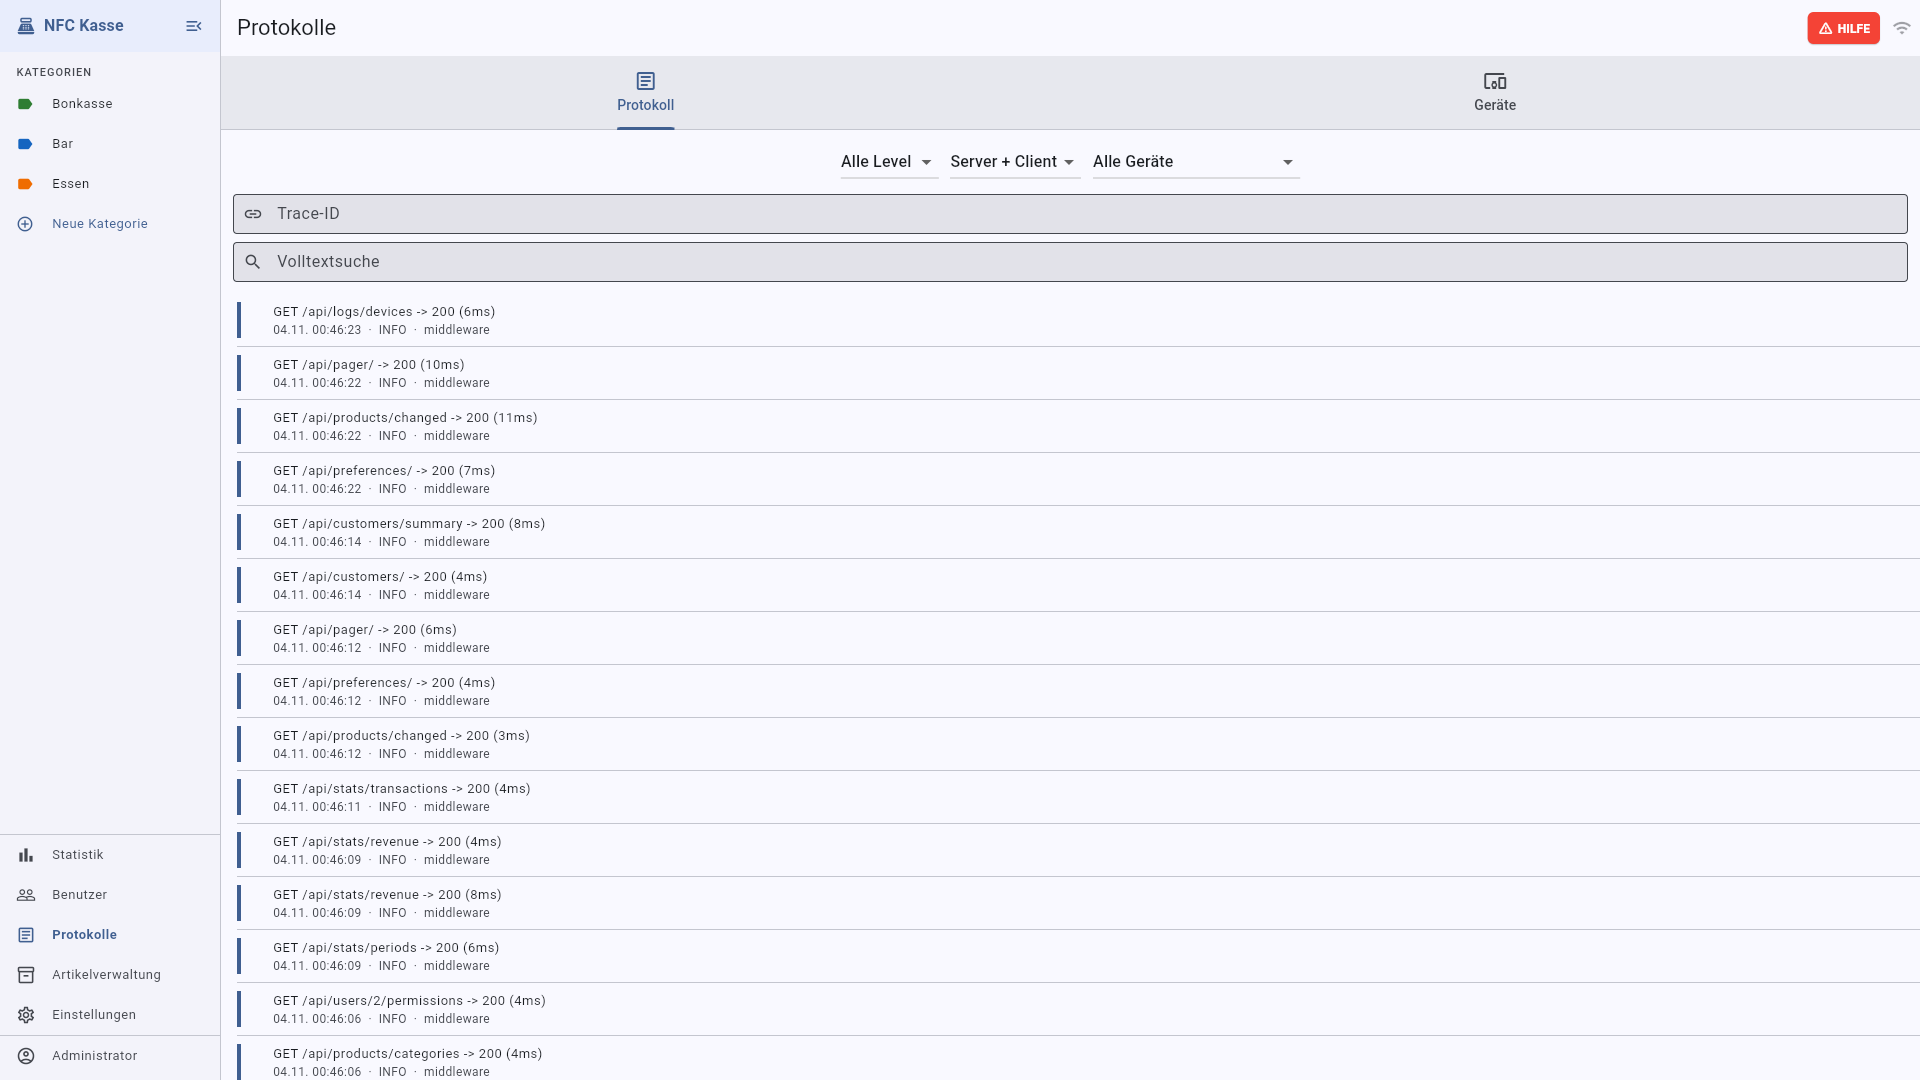 NFC Kasse
KATEGORIEN
Bonkasse
Bar
Essen
Neue Kategorie
Statistik
Benutzer
Protokolle
Artikelverwaltung
Einstellungen
Administrator
Protokolle
HILFE
Protokoll
Geräte
Alle Level
Server + Client
Alle Geräte
Trace-ID
Volltextsuche
GET /api/logs/devices -> 200 (6ms)
04.11. 00:46:23 · INFO · middleware
GET /api/pager/ -> 200 (10ms)
04.11. 00:46:22 · INFO · middleware
GET /api/products/changed -> 200 (11ms)
04.11. 00:46:22 · INFO · middleware
GET /api/preferences/ -> 200 (7ms)
04.11. 00:46:22 · INFO · middleware
GET /api/customers/summary -> 200 (8ms)
04.11. 00:46:14 · INFO · middleware
GET /api/customers/ -> 200 (4ms)
04.11. 00:46:14 · INFO · middleware
GET /api/pager/ -> 200 (6ms)
04.11. 00:46:12 · INFO · middleware
GET /api/preferences/ -> 200 (4ms)
04.11. 00:46:12 · INFO · middleware
GET /api/products/changed -> 200 (3ms)
04.11. 00:46:12 · INFO · middleware
GET /api/stats/transactions -> 200 (4ms)
04.11. 00:46:11 · INFO · middleware
GET /api/stats/revenue -> 200 (4ms)
04.11. 00:46:09 · INFO · middleware
GET /api/stats/revenue -> 200 (8ms)
04.11. 00:46:09 · INFO · middleware
GET /api/stats/periods -> 200 (6ms)
04.11. 00:46:09 · INFO · middleware
GET /api/users/2/permissions -> 200 (4ms)
04.11. 00:46:06 · INFO · middleware
GET /api/products/categories -> 200 (4ms)
04.11. 00:46:06 · INFO · middleware